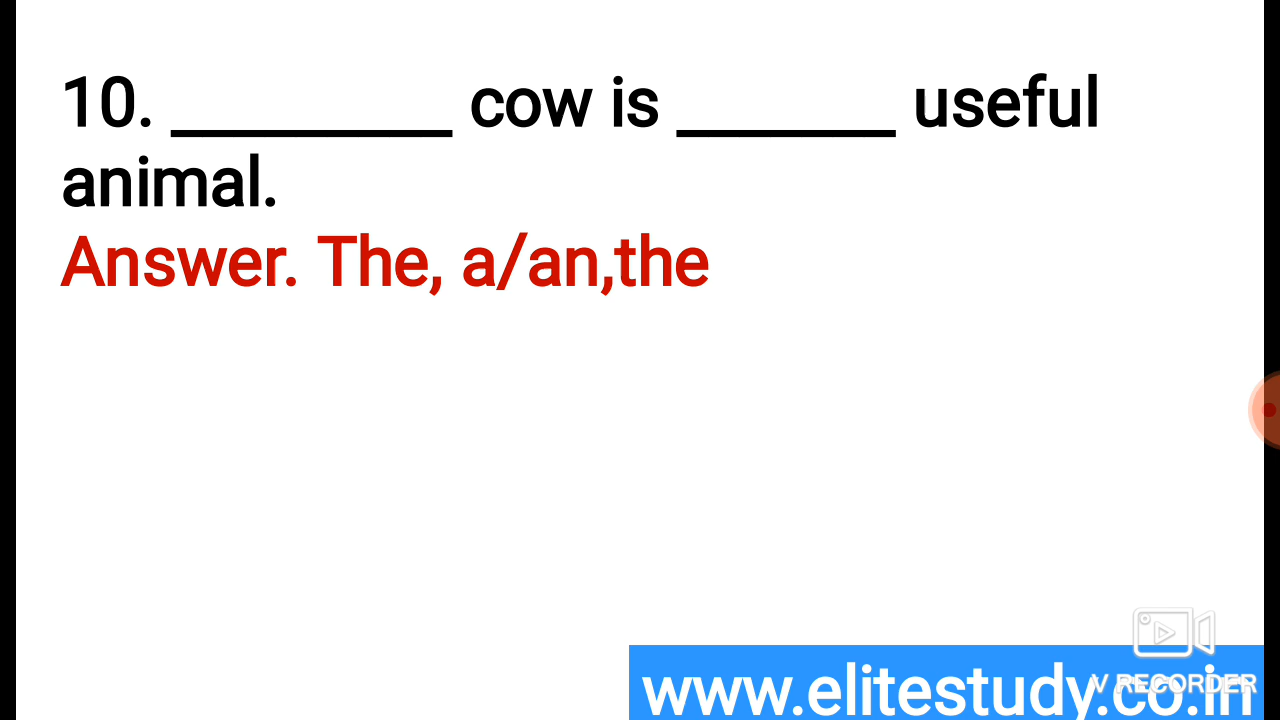 10. _________ cow is _______ useful
animal.
Answer. The, a/an,the
V RECORDER
www.elitestudy.co.in